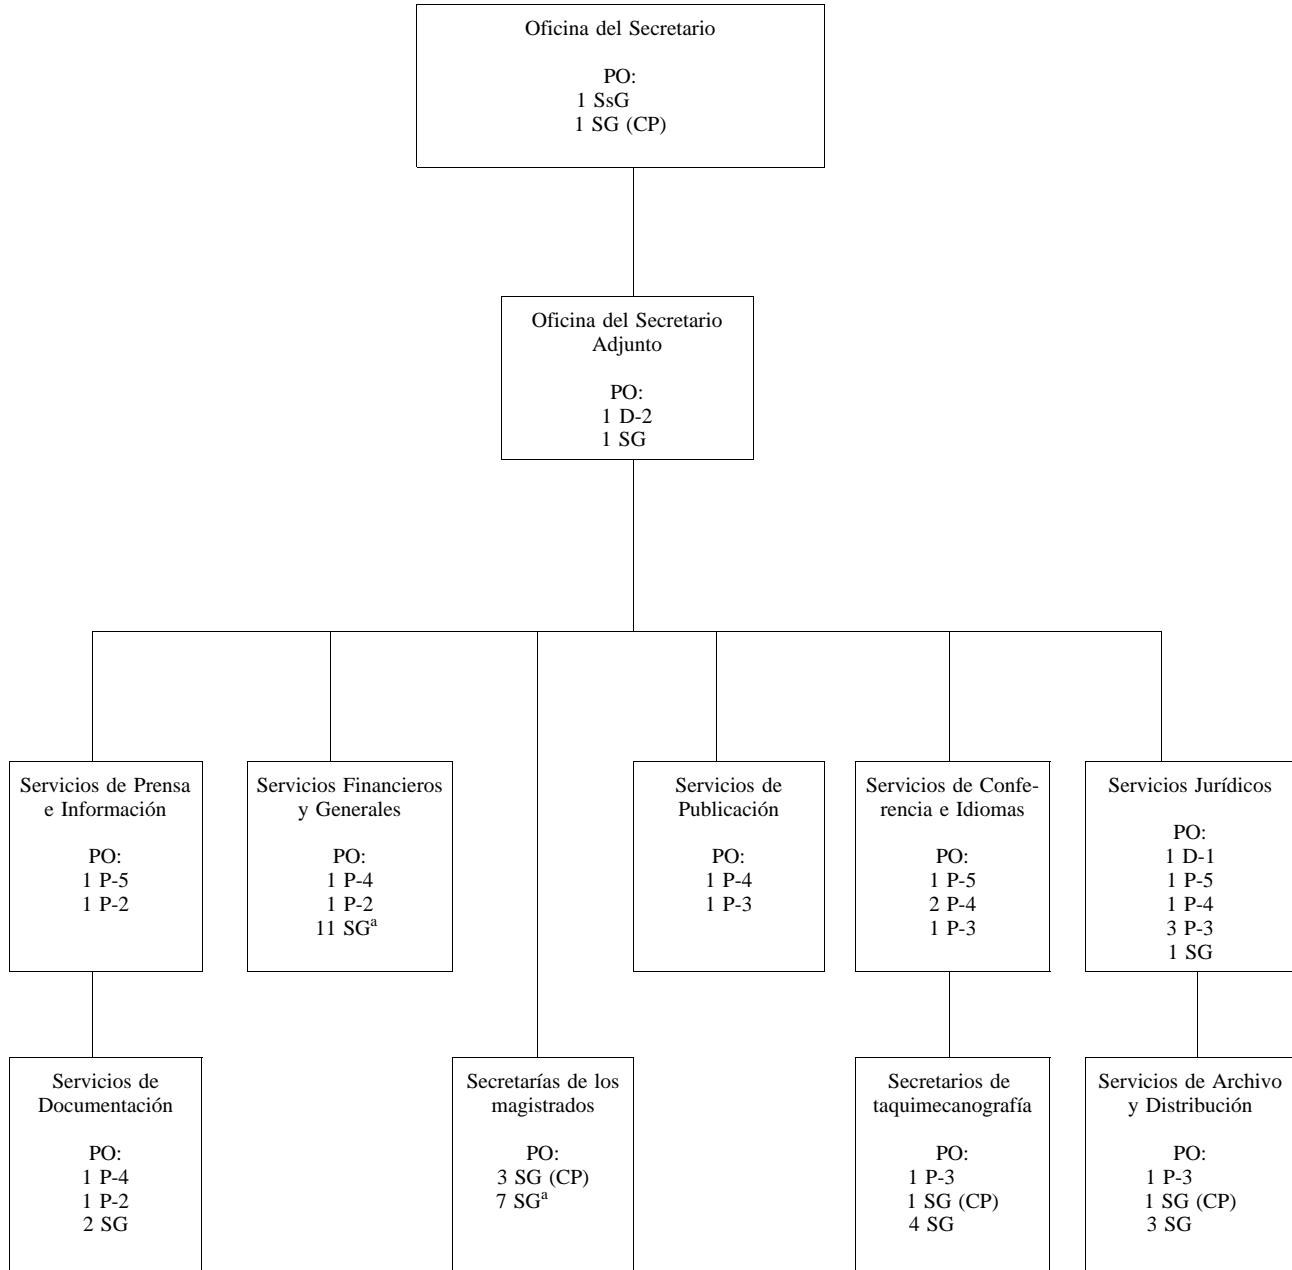 Oficina del Secretario
PO:
1 SsG
1 SG (CP)
Oficina del Secretario
Adjunto
PO:
1 D-2
1 SG
Servicios de Prensa
e Información
PO:
1 P-5
1 P-2
Servicios Financieros
y Generales
PO:
1 P-4
1 P-2
11 SGa
Servicios de
Publicación
PO:
1 P-4
1 P-3
Servicios de Confe-
rencia e Idiomas
PO:
1 P-5
2 P-4
1 P-3
Servicios Jurídicos
PO:
1 D-1
1 P-5
1 P-4
3 P-3
1 SG
Servicios de
Documentación
PO:
1 P-4
1 P-2
2 SG
Secretarías de los
magistrados
PO:
3 SG (CP)
7 SGa
Secretarios de
taquimecanografía
PO:
1 P-3
1 SG (CP)
4 SG
Servicios de Archivo
y Distribución
PO:
1 P-3
1 SG (CP)
3 SG